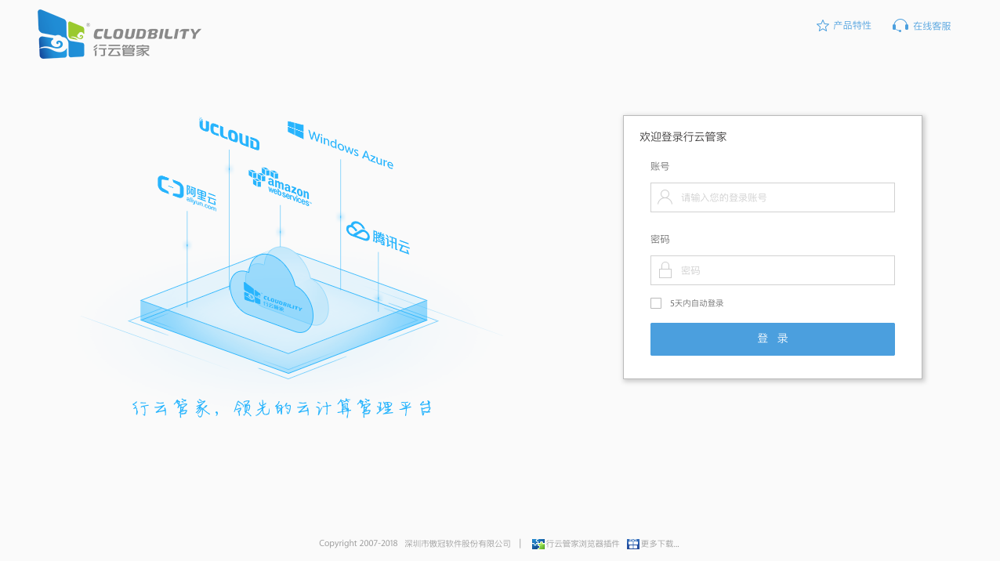 CLOUDBILITY
行云管家
产品特性
在线客服
UCLOUD
Windows Azure
阿里云
aliyun.com
amazon
web services™
腾讯云
CLOUDBILITY
行云管家
行云管家，领先的云计算管理平台
欢迎登录行云管家
账号
请输入您的登录账号
密码
密码
5天内自动登录
登 录
Copyright 2007-2018 深圳市傲冠软件股份有限公司 | 行云管家浏览器插件 更多下载...